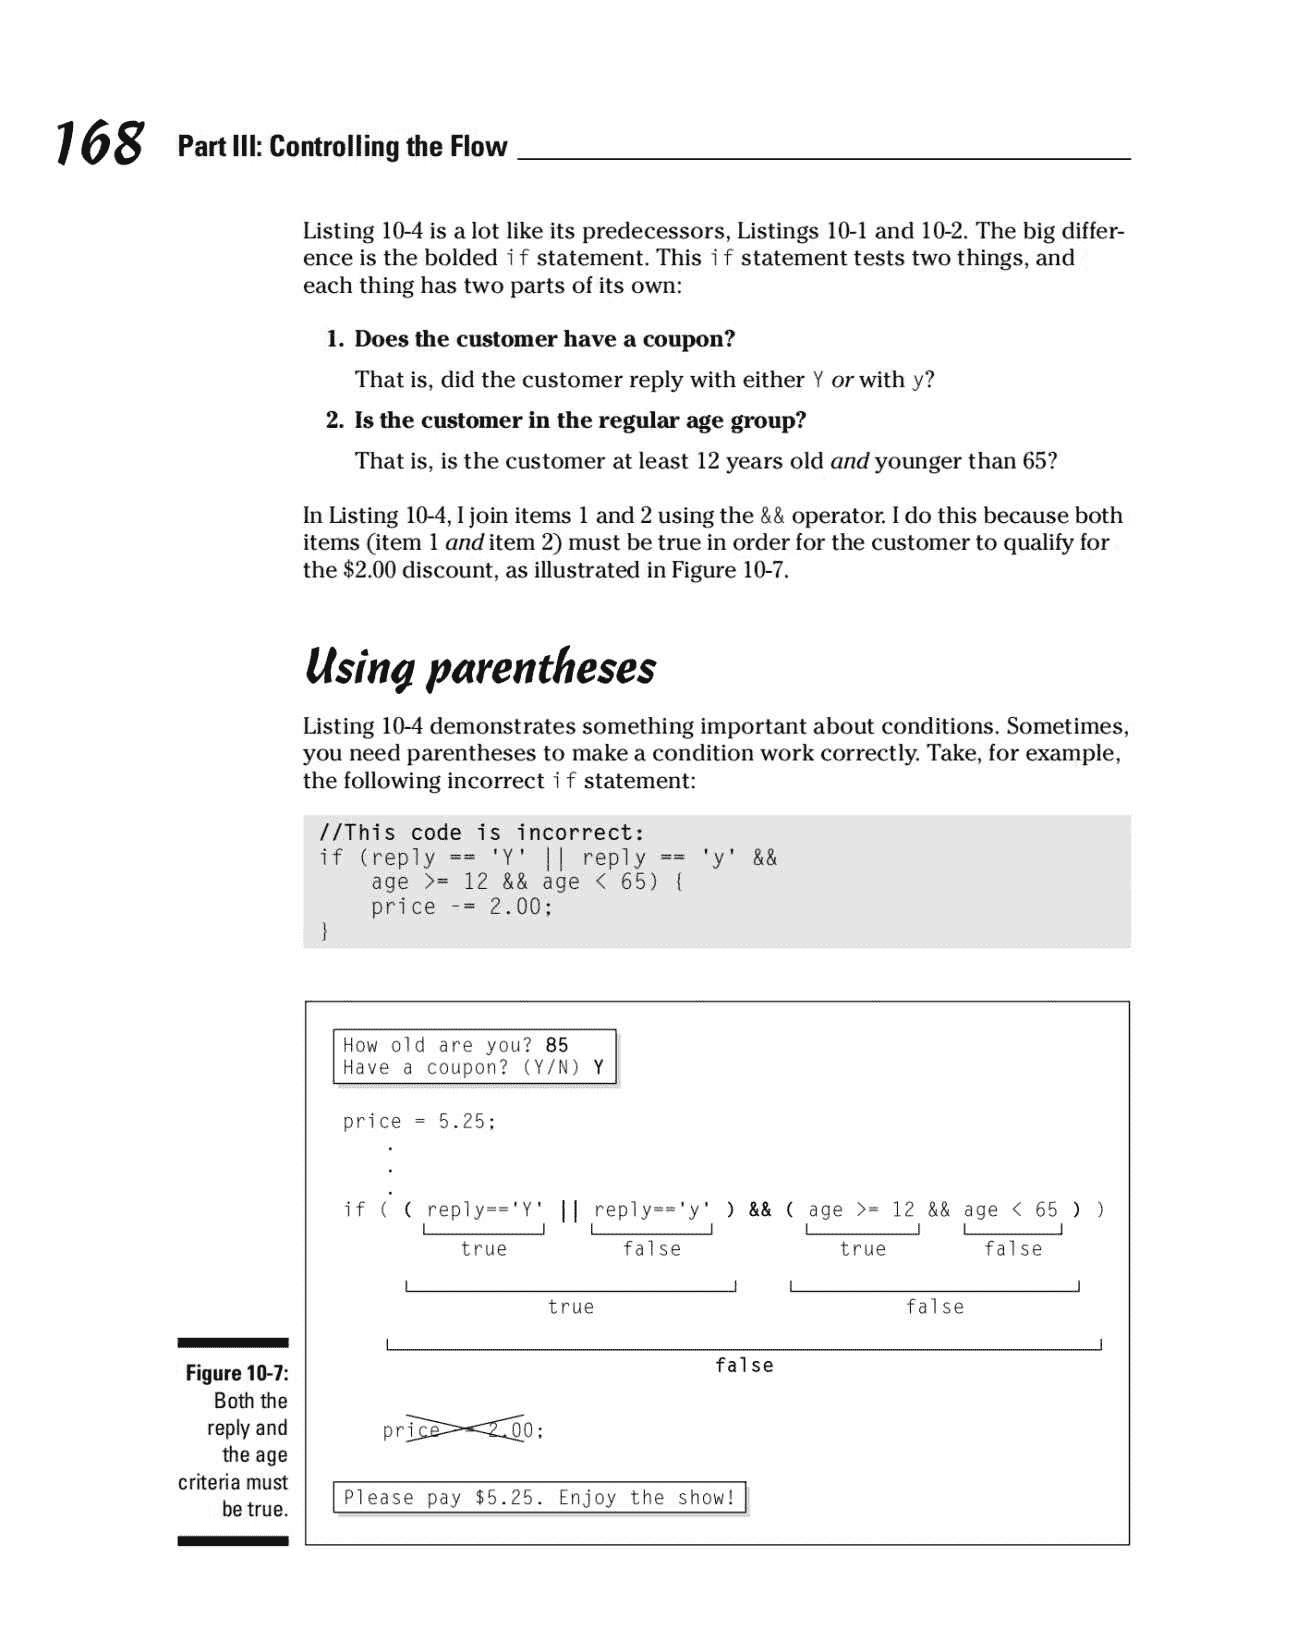 168 Part III: Controlling the Flow
Listing 10-4 is a lot like its predecessors, Listings 10-1 and 10-2. The big differ-
ence is the bolded if statement. This if statement tests two things, and
each thing has two parts of its own:
1. Does the customer have a coupon?
That is, did the customer reply with either Y or with y?
2. Is the customer in the regular age group?
That is, is the customer at least 12 years old and younger than 65?
In Listing 10-4, I join items 1 and 2 using the && operator. I do this because both
items (item 1 and item 2) must be true in order for the customer to qualify for
the $2.00 discount, as illustrated in Figure 10-7.
Using parentheses
Listing 10-4 demonstrates something important about conditions. Sometimes,
you need parentheses to make a condition work correctly. Take, for example,
the following incorrect if statement:
//This code is incorrect:
if (reply == 'Y' || reply == 'y' &&
age >= 12 && age < 65) {
price -= 2.00;
}
How old are you? 85
Have a coupon? (Y/N) Y
price = 5.25;
.
.
.
if ( ( reply=='Y' || reply=='y' ) && ( age >= 12 && age < 65 ) )
true false true false
true false
false
price -= 2.00;
Please pay $5.25. Enjoy the show!
Figure 10-7:
Both the
reply and
the age
criteria must
be true.